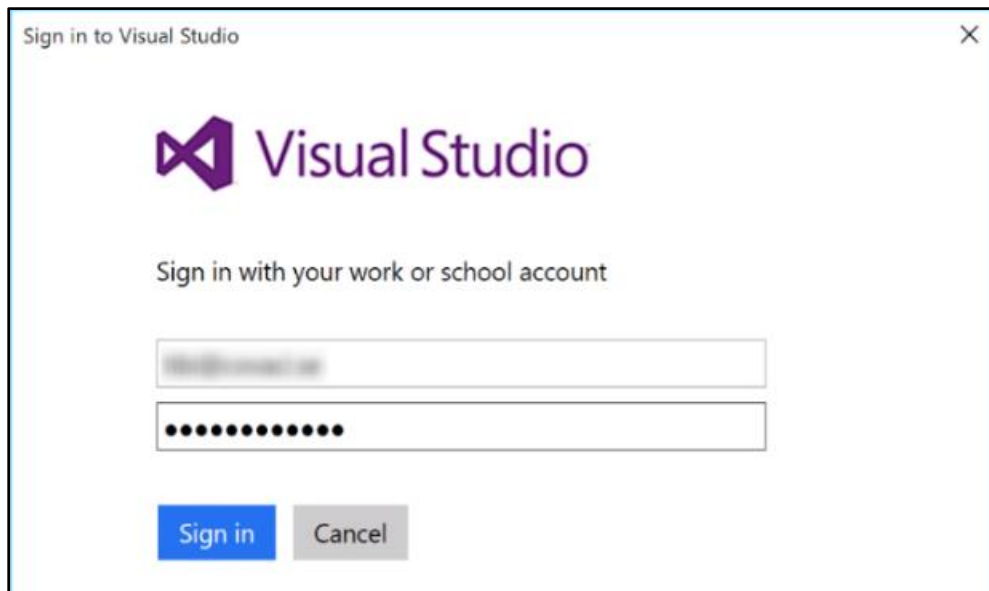 Sign in to Visual Studio
Visual Studio
Sign in with your work or school account
••••••••••••
Sign in
Cancel